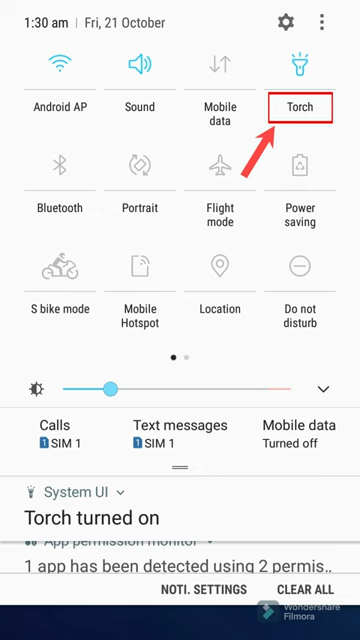 1:30 am | Fri, 21 October
Android AP
Sound
Mobile
data
Torch
Bluetooth
Portrait
Flight
mode
Power
saving
S bike mode
Mobile
Hotspot
Location
Do not
disturb
Calls
Text messages
Mobile data
1 SIM 1
1 SIM 1
Turned off
System UI
Torch turned on
App permission monitor
1 app has been detected using 2 permis..
NOTI. SETTINGS
CLEAR ALL
Wondershare
Filmora